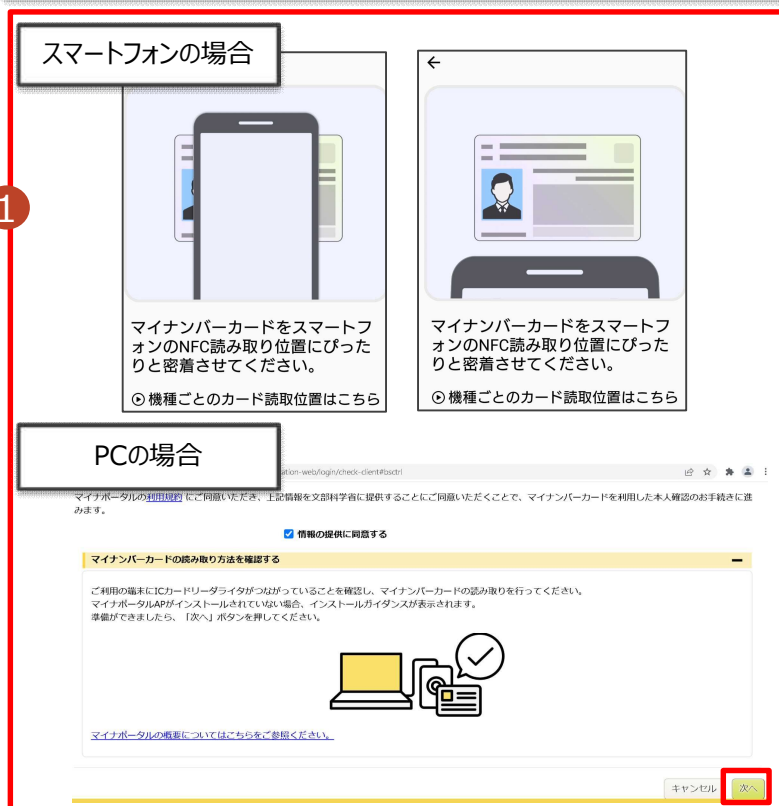 スマートフォンの場合
←
マイナンバーカードをスマートフ
ォンのNFC読み取り位置にぴった
りと密着させてください。
機種ごとのカード読取位置はこちら
マイナンバーカードをスマートフ
ォンのNFC読み取り位置にぴった
りと密着させてください。
機種ごとのカード読取位置はこちら
1
PCの場合
ation-web/login/check-client#bsctrl
マイナポータルの利用規約 にご同意いただき、上記情報を文部科学省に提供することにご同意いただくことで、マイナンバーカードを利用した本人確認のお手続きに進
みます。
情報の提供に同意する
マイナンバーカードの読み取り方法を確認する
ご利用の端末にICカードリーダライタがつながっていることを確認し、マイナンバーカードの読み取りを行ってください。
マイナポータルAPがインストールされていない場合、インストールガイダンスが表示されます。
準備ができましたら、「次へ」ボタンを押してください。
マイナポータルの概要についてはこちらをご参照ください。
キャンセル
次へ